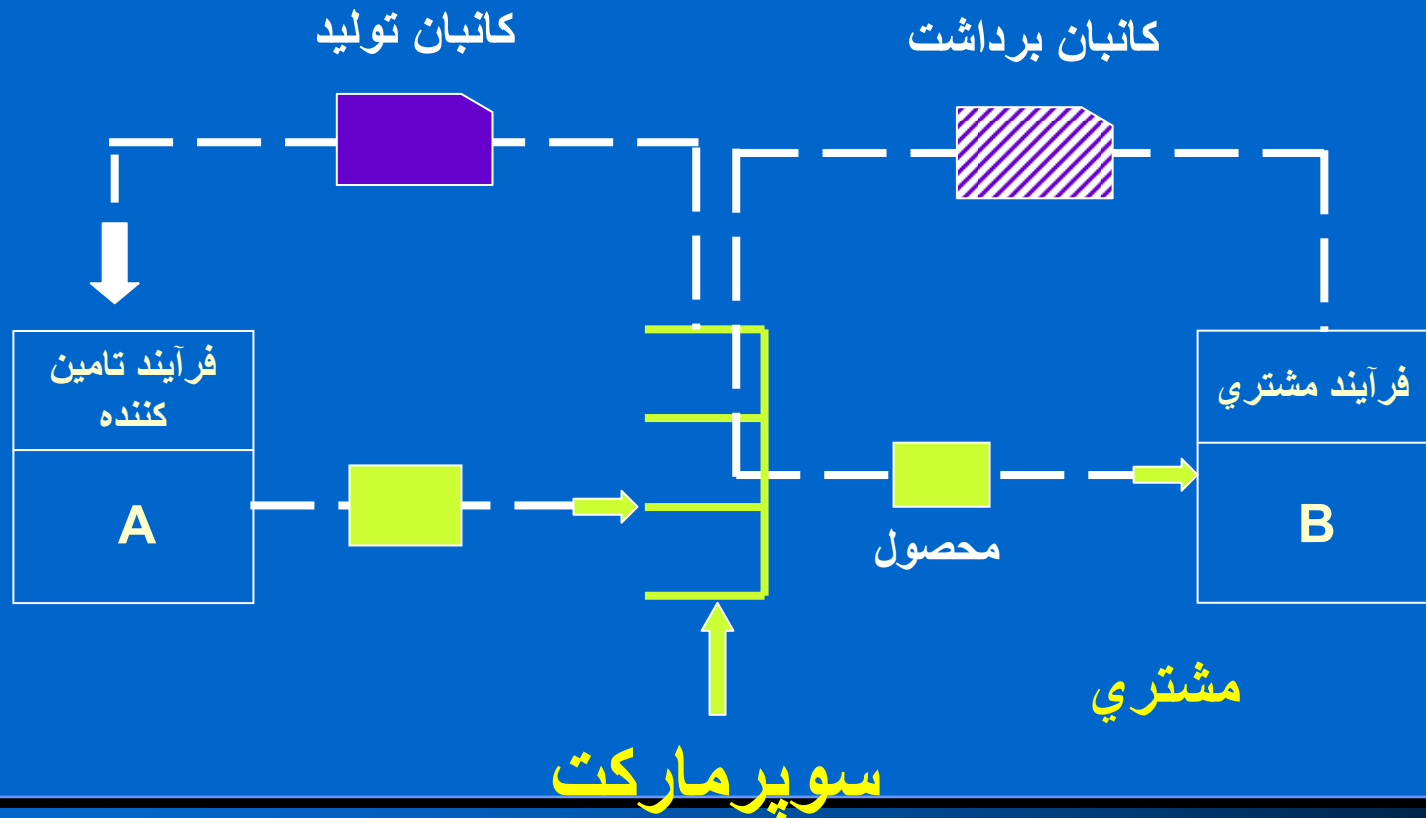 کانبان برداشت
کانبان تولید
فرآیند تامین
کننده
A
فرآیند مشتري
B
محصول
مشتري
سوپرمارکت